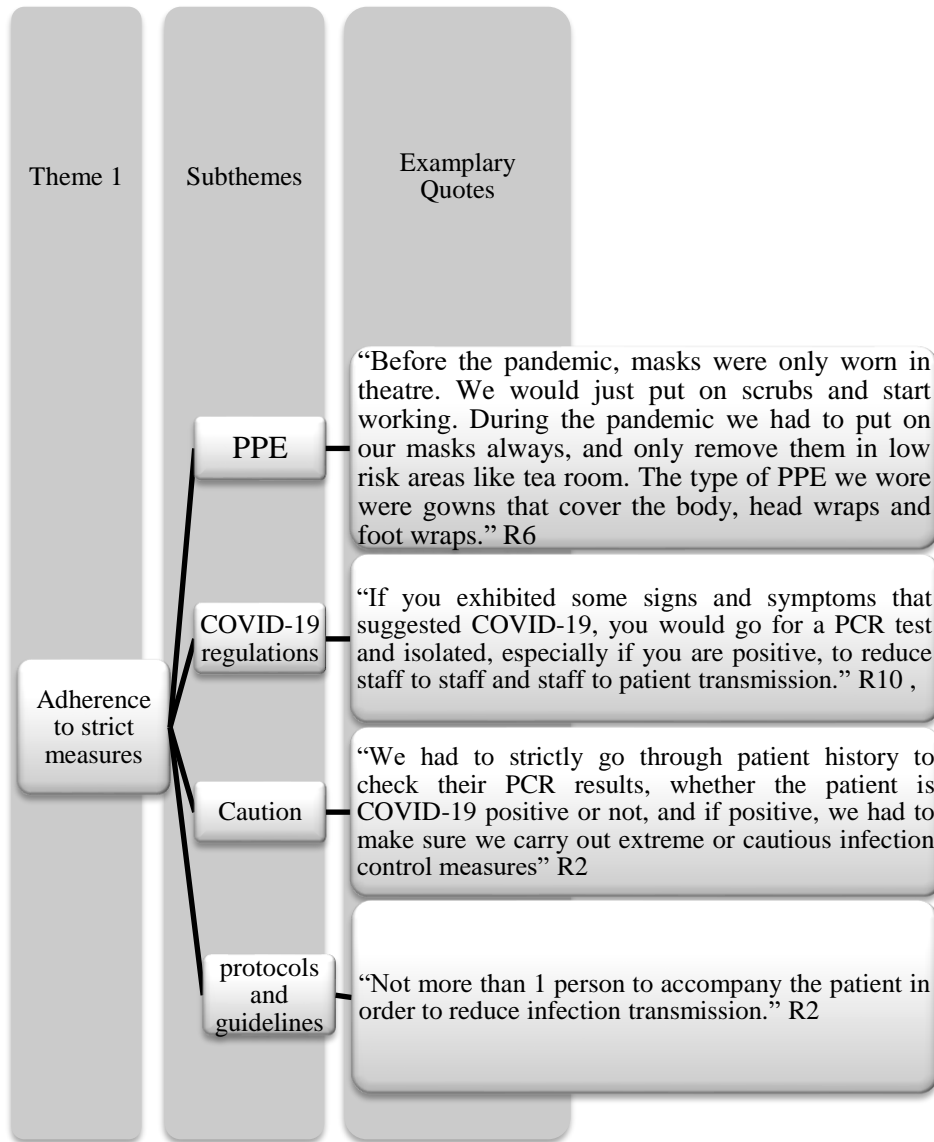 Theme 1
Subthemes
Examplary
Quotes
Adherence
to strict
measures
PPE
“Before the pandemic, masks were only worn in
theatre. We would just put on scrubs and start
working. During the pandemic we had to put on
our masks always, and only remove them in low
risk areas like tea room. The type of PPE we wore
were gowns that cover the body, head wraps and
foot wraps.” R6
COVID-19
regulations
“If you exhibited some signs and symptoms that
suggested COVID-19, you would go for a PCR test
and isolated, especially if you are positive, to reduce
staff to staff and staff to patient transmission.” R10 ,
Caution
“We had to strictly go through patient history to
check their PCR results, whether the patient is
COVID-19 positive or not, and if positive, we had to
make sure we carry out extreme or cautious infection
control measures” R2
protocols
and
guidelines
“Not more than 1 person to accompany the patient in
order to reduce infection transmission.” R2